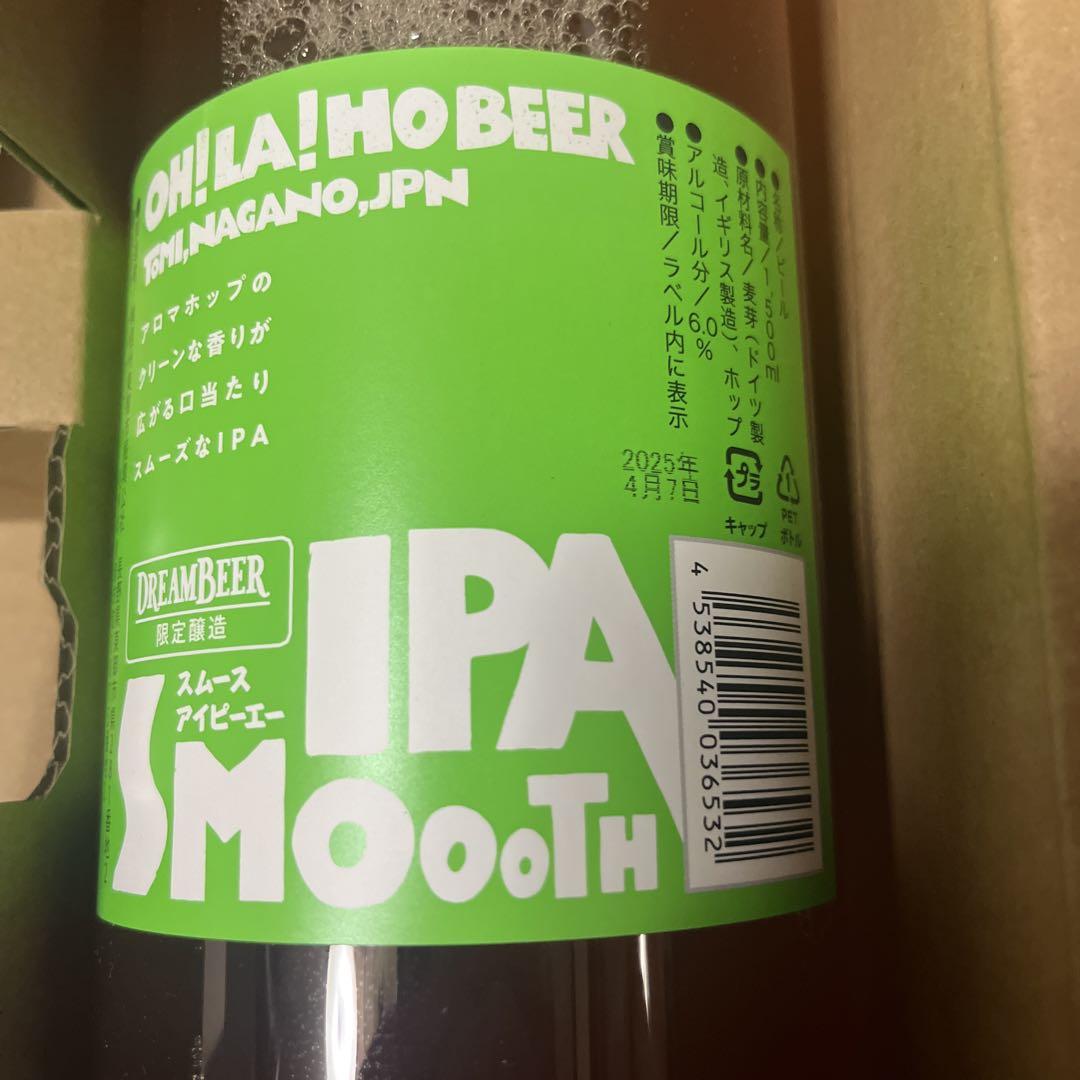 OH!LA!HO BEER
TOMI,NAGANO,JPN
アロマホップの
クリーンな香りが
広がる口当たり
スムーズなIPA
●名称/ビール
●内容量/1,500ml
●原材料名/麦芽(ドイツ製
造、イギリス製造)、ホップ
●アルコール分/6.0%
●賞味期限/ラベル内に表示
2025年
4月7日
プラ
キャップ
1
PET
ボトル
DREAMBEER
限定醸造
スムース
アイピーエー
IPA
SMOOOTH
4 538540 036532